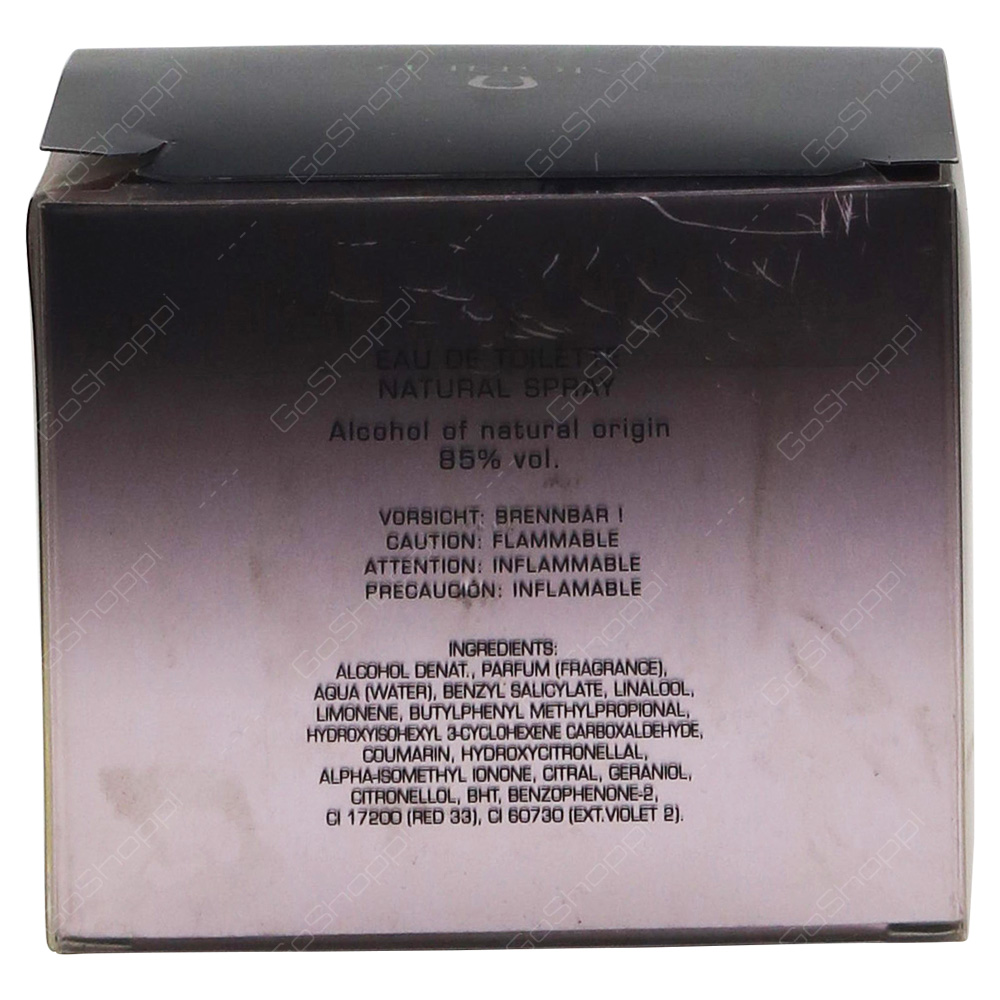 EAU DE TOILETTE
NATURAL SPRAY
Alcohol of natural origin
85% vol.
VORSICHT: BRENNBAR !
CAUTION: FLAMMABLE
ATTENTION: INFLAMMABLE
PRECAUCIÓN: INFLAMABLE
INGREDIENTS:
ALCOHOL DENAT., PARFUM (FRAGRANCE),
AQUA (WATER), BENZYL SALICYLATE, LINALOOL,
LIMONENE, BUTYLPHENYL METHYLPROPIONAL,
HYDROXYISOHEXYL 3-CYCLOHEXENE CARBOXALDEHYDE,
COUMARIN, HYDROXYCITRONELLAL,
ALPHA-ISOMETHYL IONONE, CITRAL, GERANIOL,
CITRONELLOL, BHT, BENZOPHENONE-2,
CI 17200 (RED 33), CI 60730 (EXT.VIOLET 2).
GoShoppi